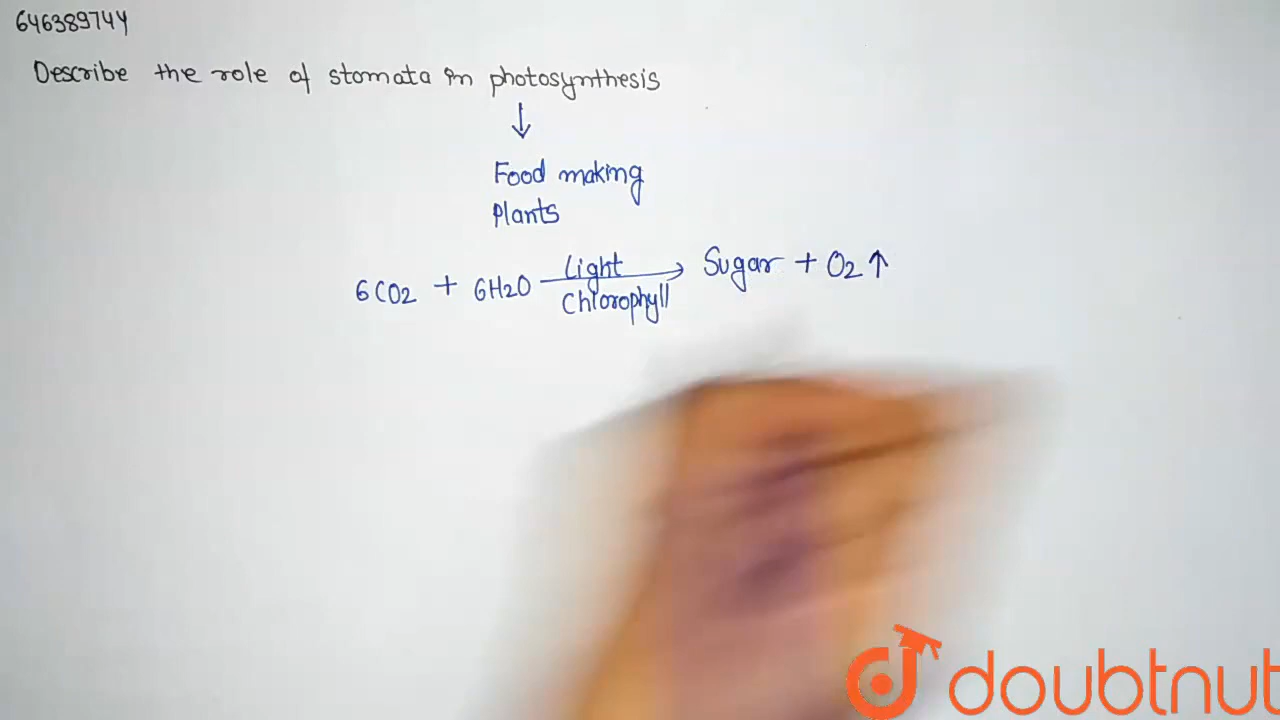 646389744
Describe the role of stomata in photosynthesis
↓
Food making
Plants
6CO2 + 6H2O Light → Sugar + O2↑
Chlorophyll
doubtnut